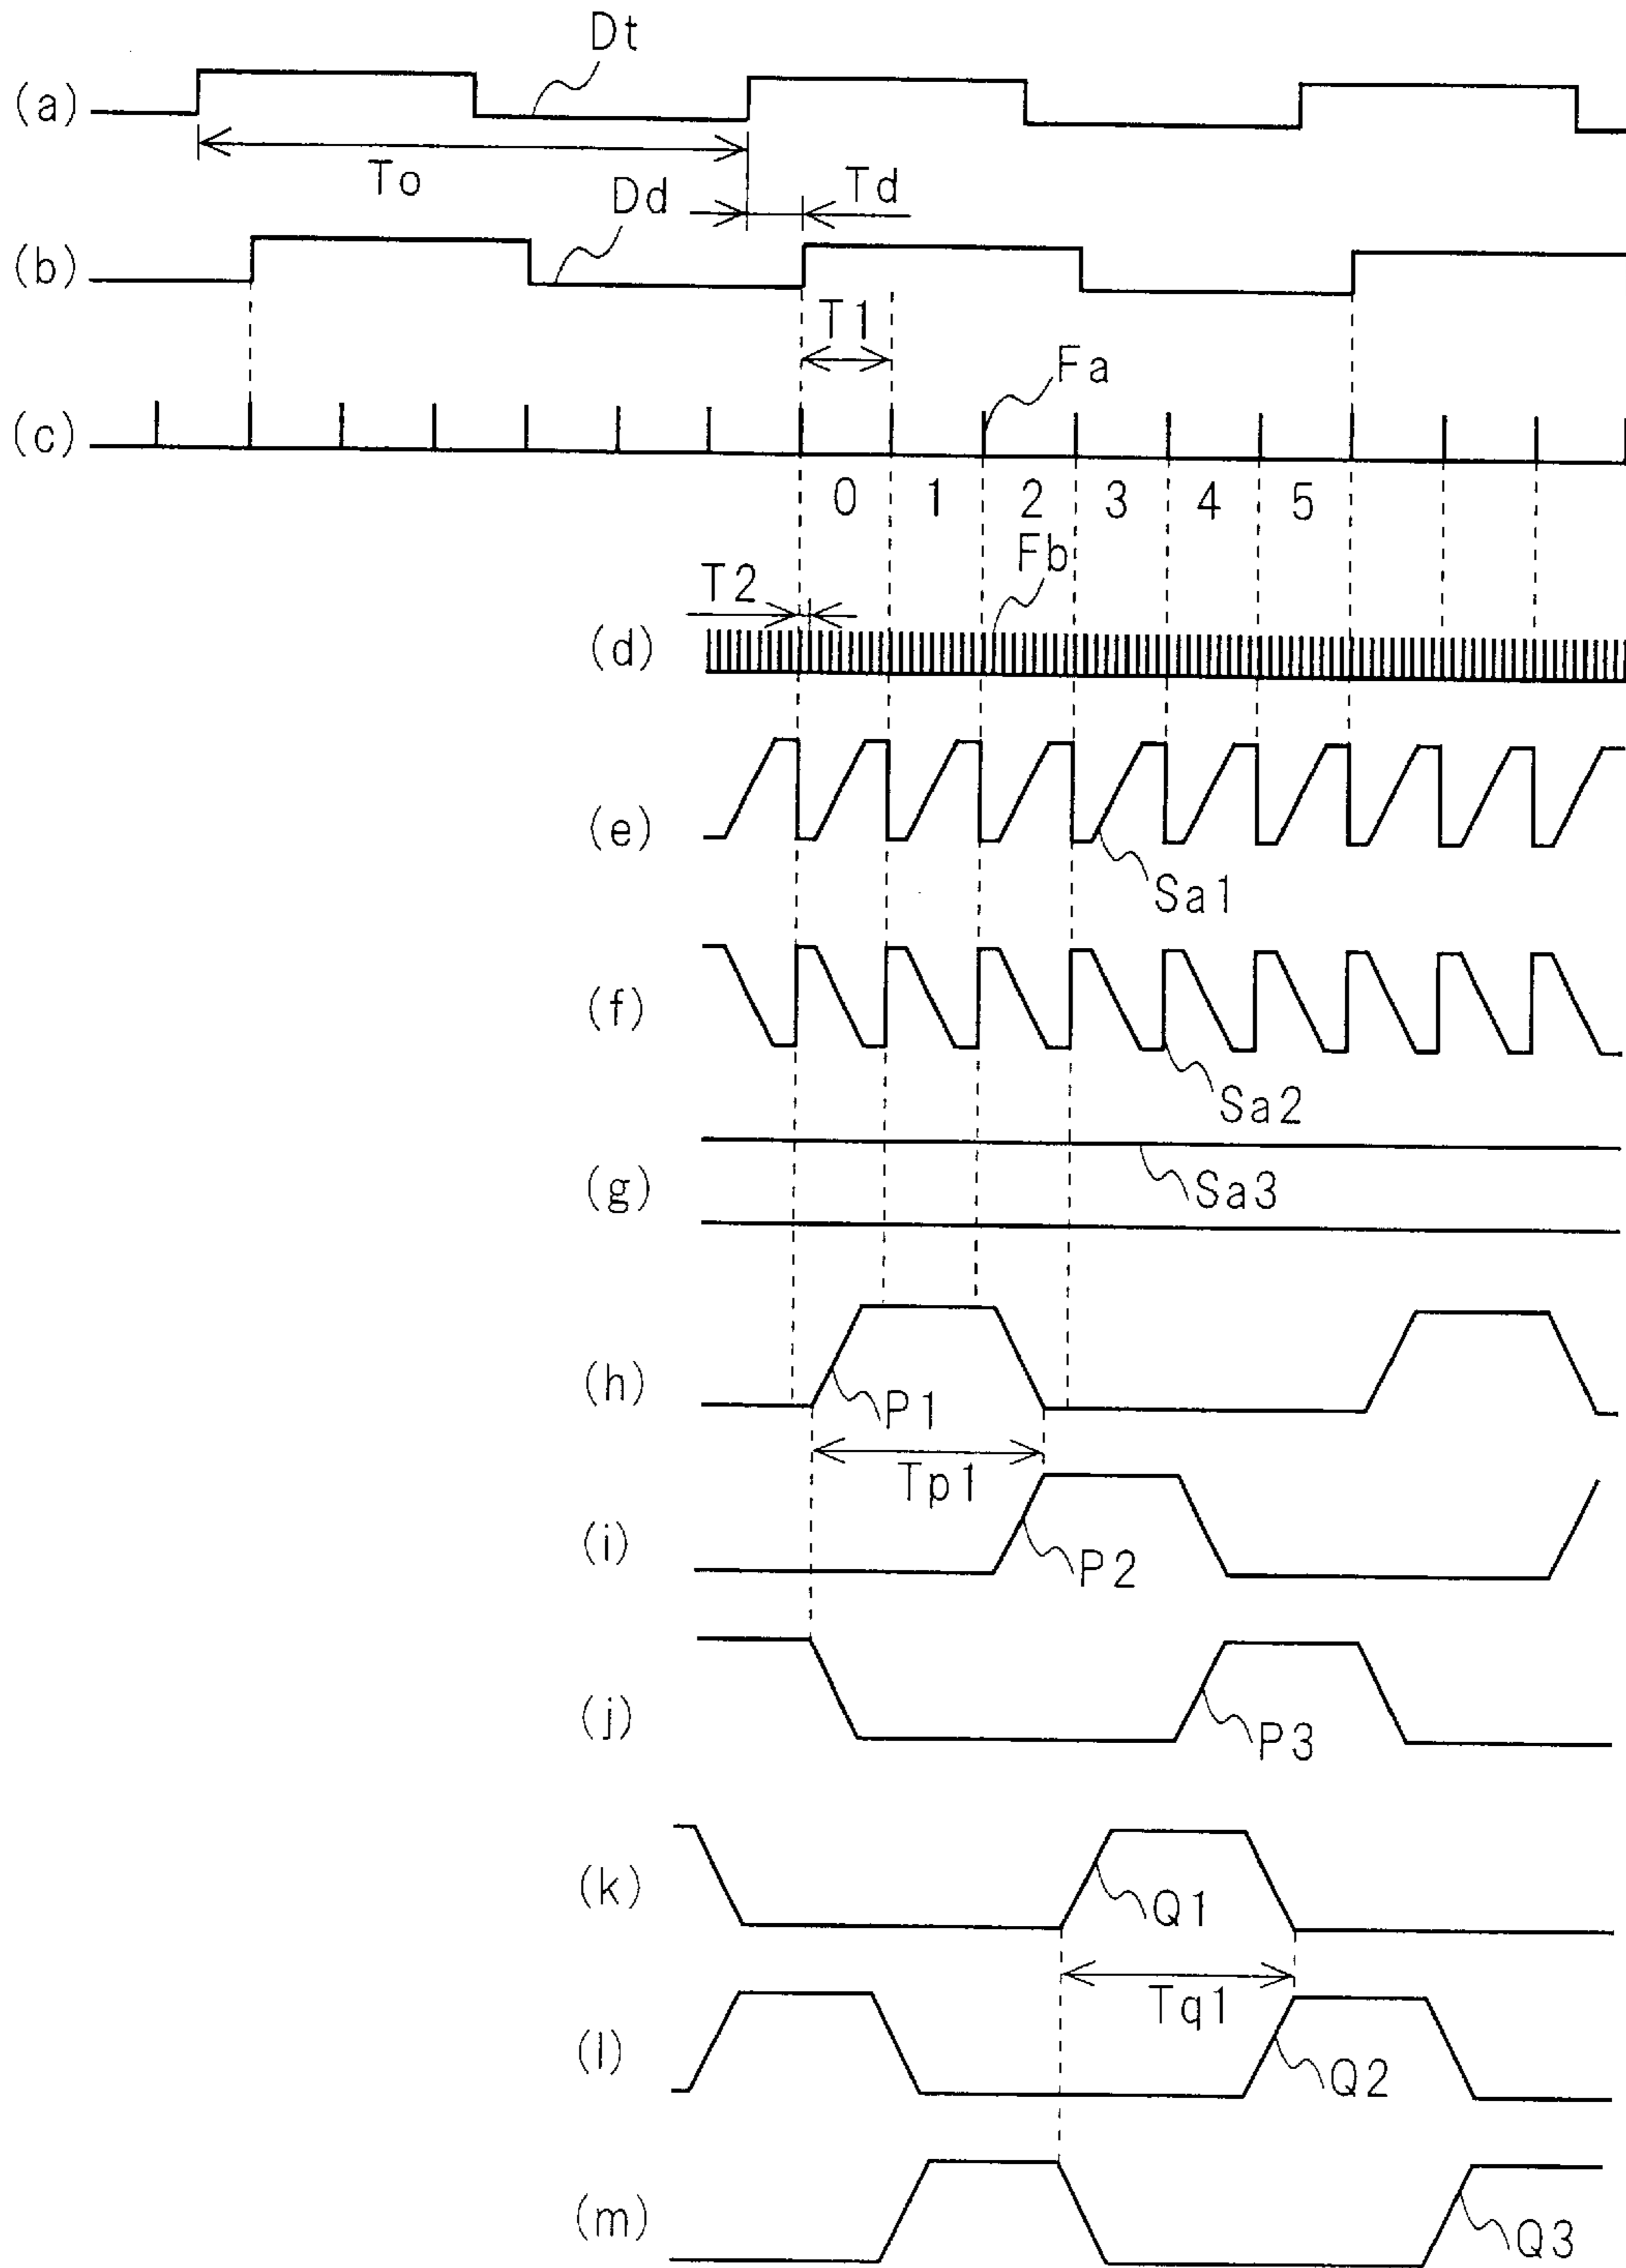 Dt
(a)
To
Td
Dd
(b)
T1
Fa
(c)
0 1 2 3 4 5
Fb
T2
(d)
(e)
Sa1
(f)
Sa2
(g)
Sa3
(h)
P1
Tp1
(i)
P2
(j)
P3
(k)
Q1
Tq1
(l)
Q2
(m)
Q3